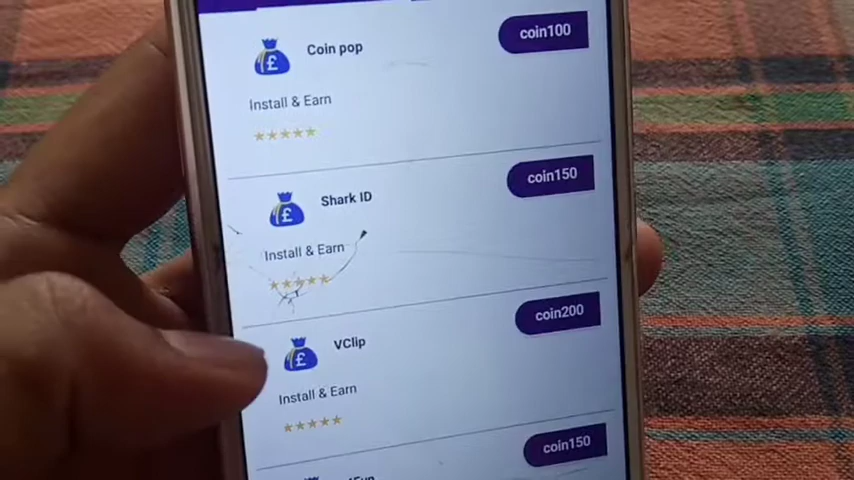 Coin pop
coin100
Install & Earn
Shark ID
coin150
Install & Earn
VClip
coin200
Install & Earn
coin150